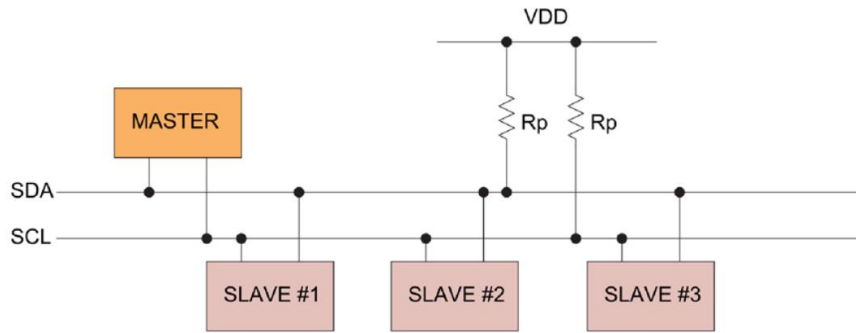 VDD
MASTER
Rp
Rp
SDA
SCL
SLAVE #1
SLAVE #2
SLAVE #3